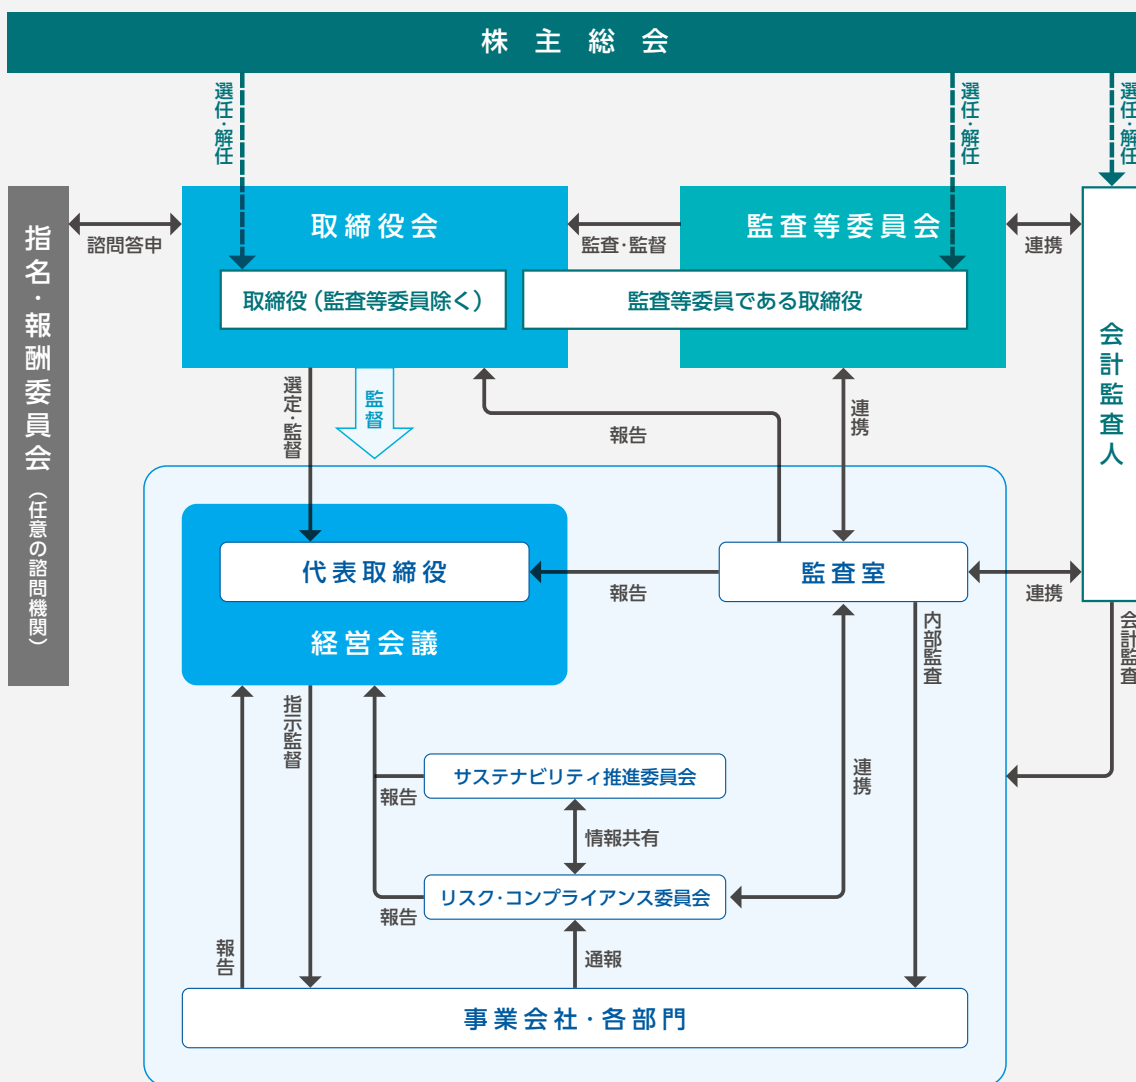 株主総会
選任・解任
選任・解任
選任・解任
指名・報酬委員会(任意の諮問機関)
諮問答申
取締役会
監査・監督
監査等委員会
連携
取締役(監査等委員除く)
監査等委員である取締役
会計監査人
選定・監督
監督
報告
連携
代表取締役
報告
監査室
連携
経営会議
内部監査
会計監査
指示監督
サステナビリティ推進委員会
報告
連携
情報共有
リスク・コンプライアンス委員会
報告
報告
通報
事業会社・各部門